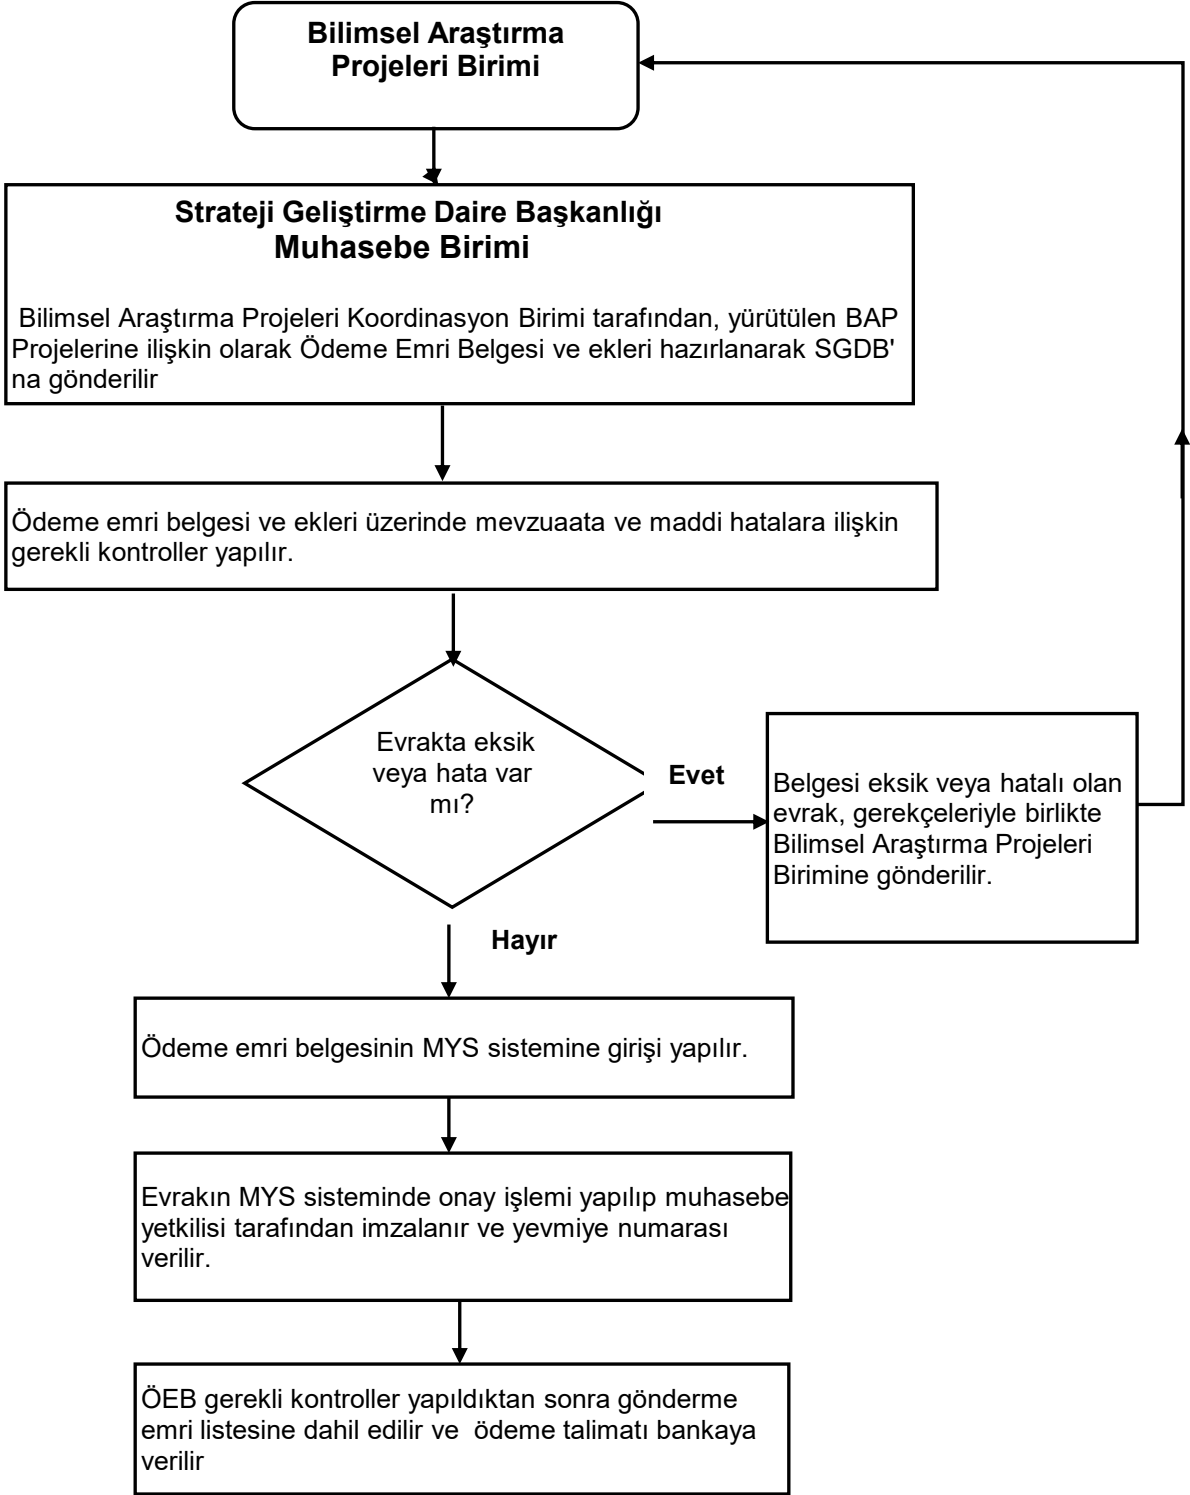 Bilimsel Araştırma
Projeleri Birimi
Strateji Geliştirme Daire Başkanlığı
Muhasebe Birimi
Bilimsel Araştırma Projeleri Koordinasyon Birimi tarafından, yürütülen BAP
Projelerine ilişkin olarak Ödeme Emri Belgesi ve ekleri hazırlanarak SGDB'
na gönderilir
Ödeme emri belgesi ve ekleri üzerinde mevzuaata ve maddi hatalara ilişkin
gerekli kontroller yapılır.
Evrakta eksik
veya hata var
mı?
Evet
Belgesi eksik veya hatalı olan
evrak, gerekçeleriyle birlikte
Bilimsel Araştırma Projeleri
Birimine gönderilir.
Hayır
Ödeme emri belgesinin MYS sistemine girişi yapılır.
Evrakın MYS sisteminde onay işlemi yapılıp muhasebe
yetkilisi tarafından imzalanır ve yevmiye numarası
verilir.
ÖEB gerekli kontroller yapıldıktan sonra gönderme
emri listesine dahil edilir ve  ödeme talimatı bankaya
verilir